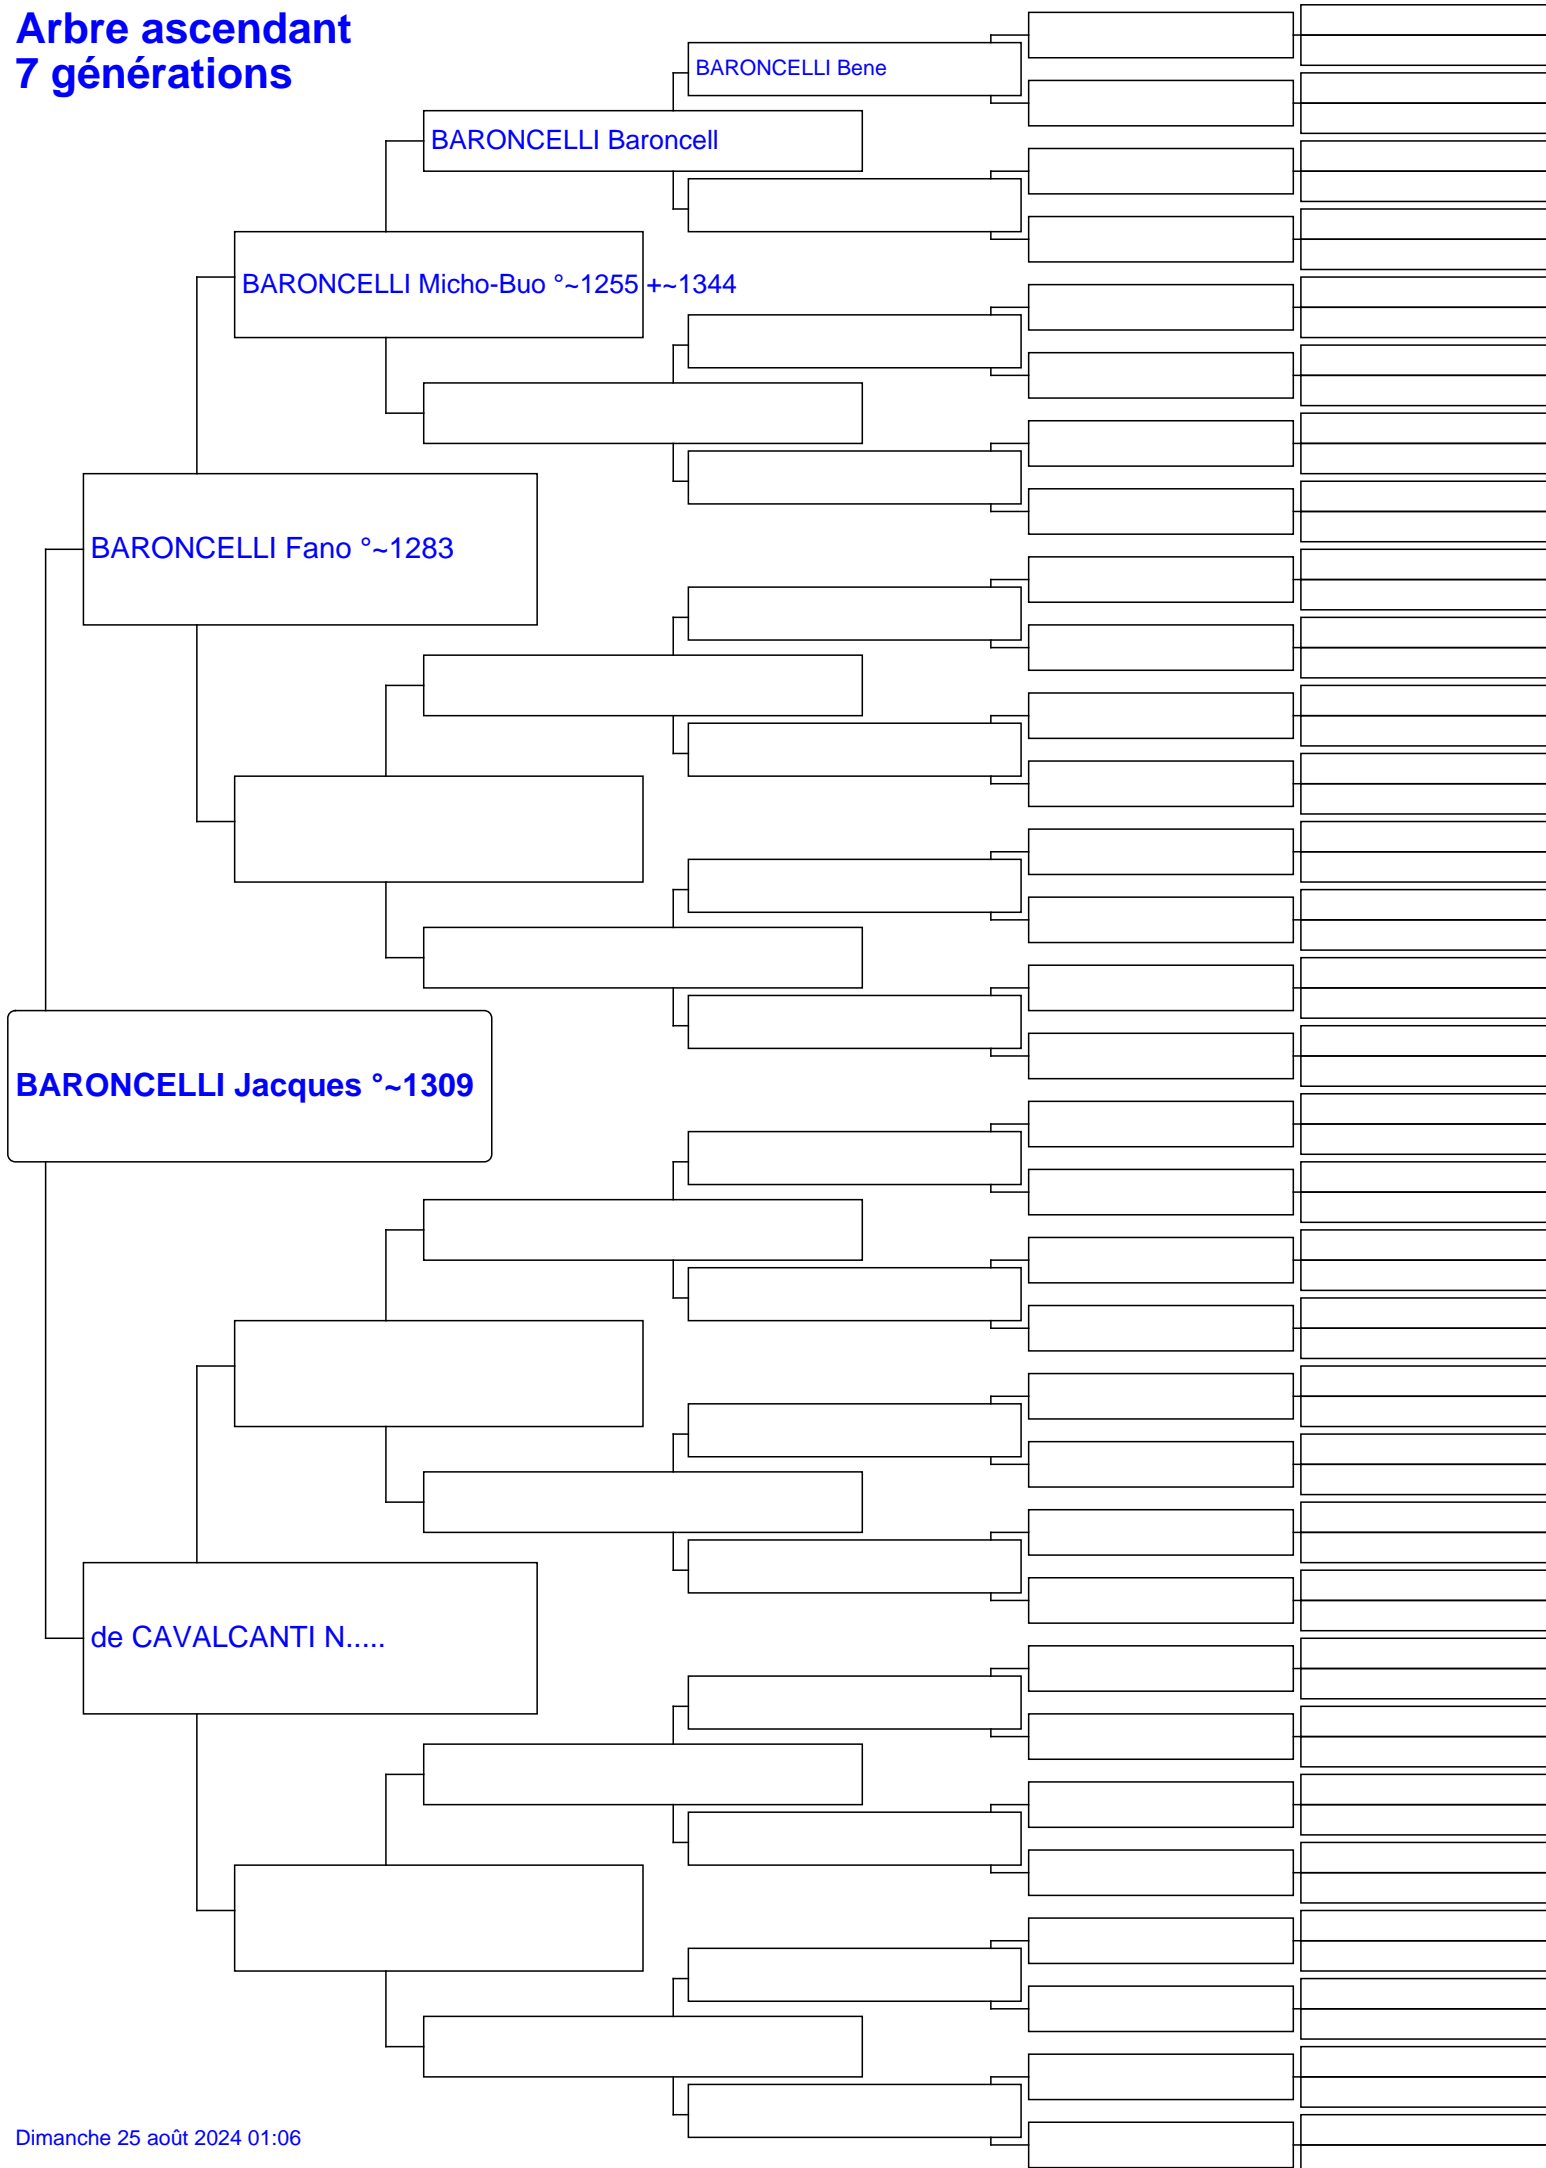 Arbre ascendant
7 générations
BARONCELLI Bene
BARONCELLI Baroncell
BARONCELLI Micho-Buo °~1255 +~1344
BARONCELLI Fano °~1283
BARONCELLI Jacques °~1309
de CAVALCANTI N.....
Dimanche 25 août 2024 01:06